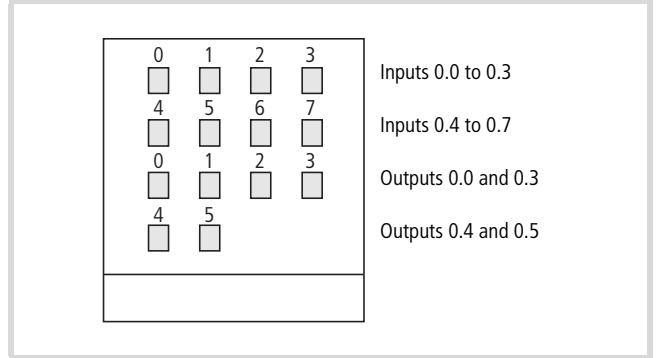 0 1 2 3
Inputs 0.0 to 0.3
4 5 6 7
Inputs 0.4 to 0.7
0 1 2 3
Outputs 0.0 and 0.3
4 5
Outputs 0.4 and 0.5